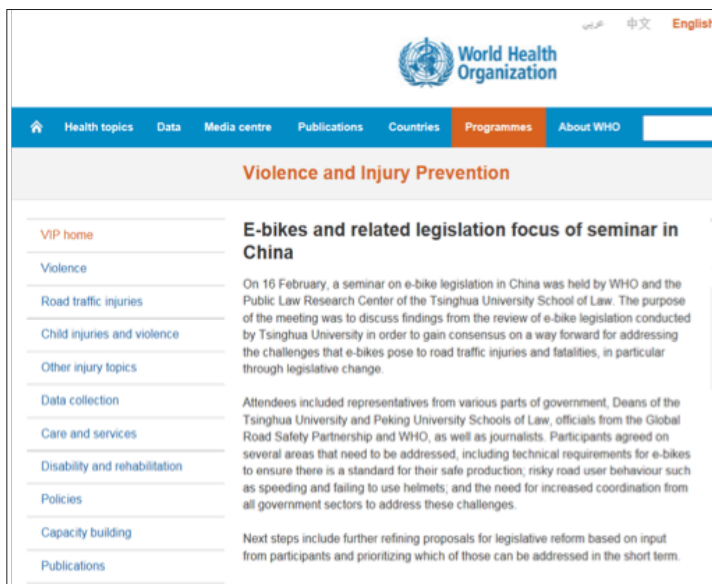 عربي 中文 English
World Health
Organization
Health topics Data Media centre Publications Countries Programmes About WHO
Violence and Injury Prevention
VIP home
Violence
Road traffic injuries
Child injuries and violence
Other injury topics
Data collection
Care and services
Disability and rehabilitation
Policies
Capacity building
Publications
E-bikes and related legislation focus of seminar in
China
On 16 February, a seminar on e-bike legislation in China was held by WHO and the
Public Law Research Center of the Tsinghua University School of Law. The purpose
of the meeting was to discuss findings from the review of e-bike legislation conducted
by Tsinghua University in order to gain consensus on a way forward for addressing
the challenges that e-bikes pose to road traffic injuries and fatalities, in particular
through legislative change.
Attendees included representatives from various parts of government, Deans of the
Tsinghua University and Peking University Schools of Law, officials from the Global
Road Safety Partnership and WHO, as well as journalists. Participants agreed on
several areas that need to be addressed, including technical requirements for e-bikes
to ensure there is a standard for their safe production; risky road user behaviour such
as speeding and failing to use helmets; and the need for increased coordination from
all government sectors to address these challenges.
Next steps include further refining proposals for legislative reform based on input
from participants and prioritizing which of those can be addressed in the short term.